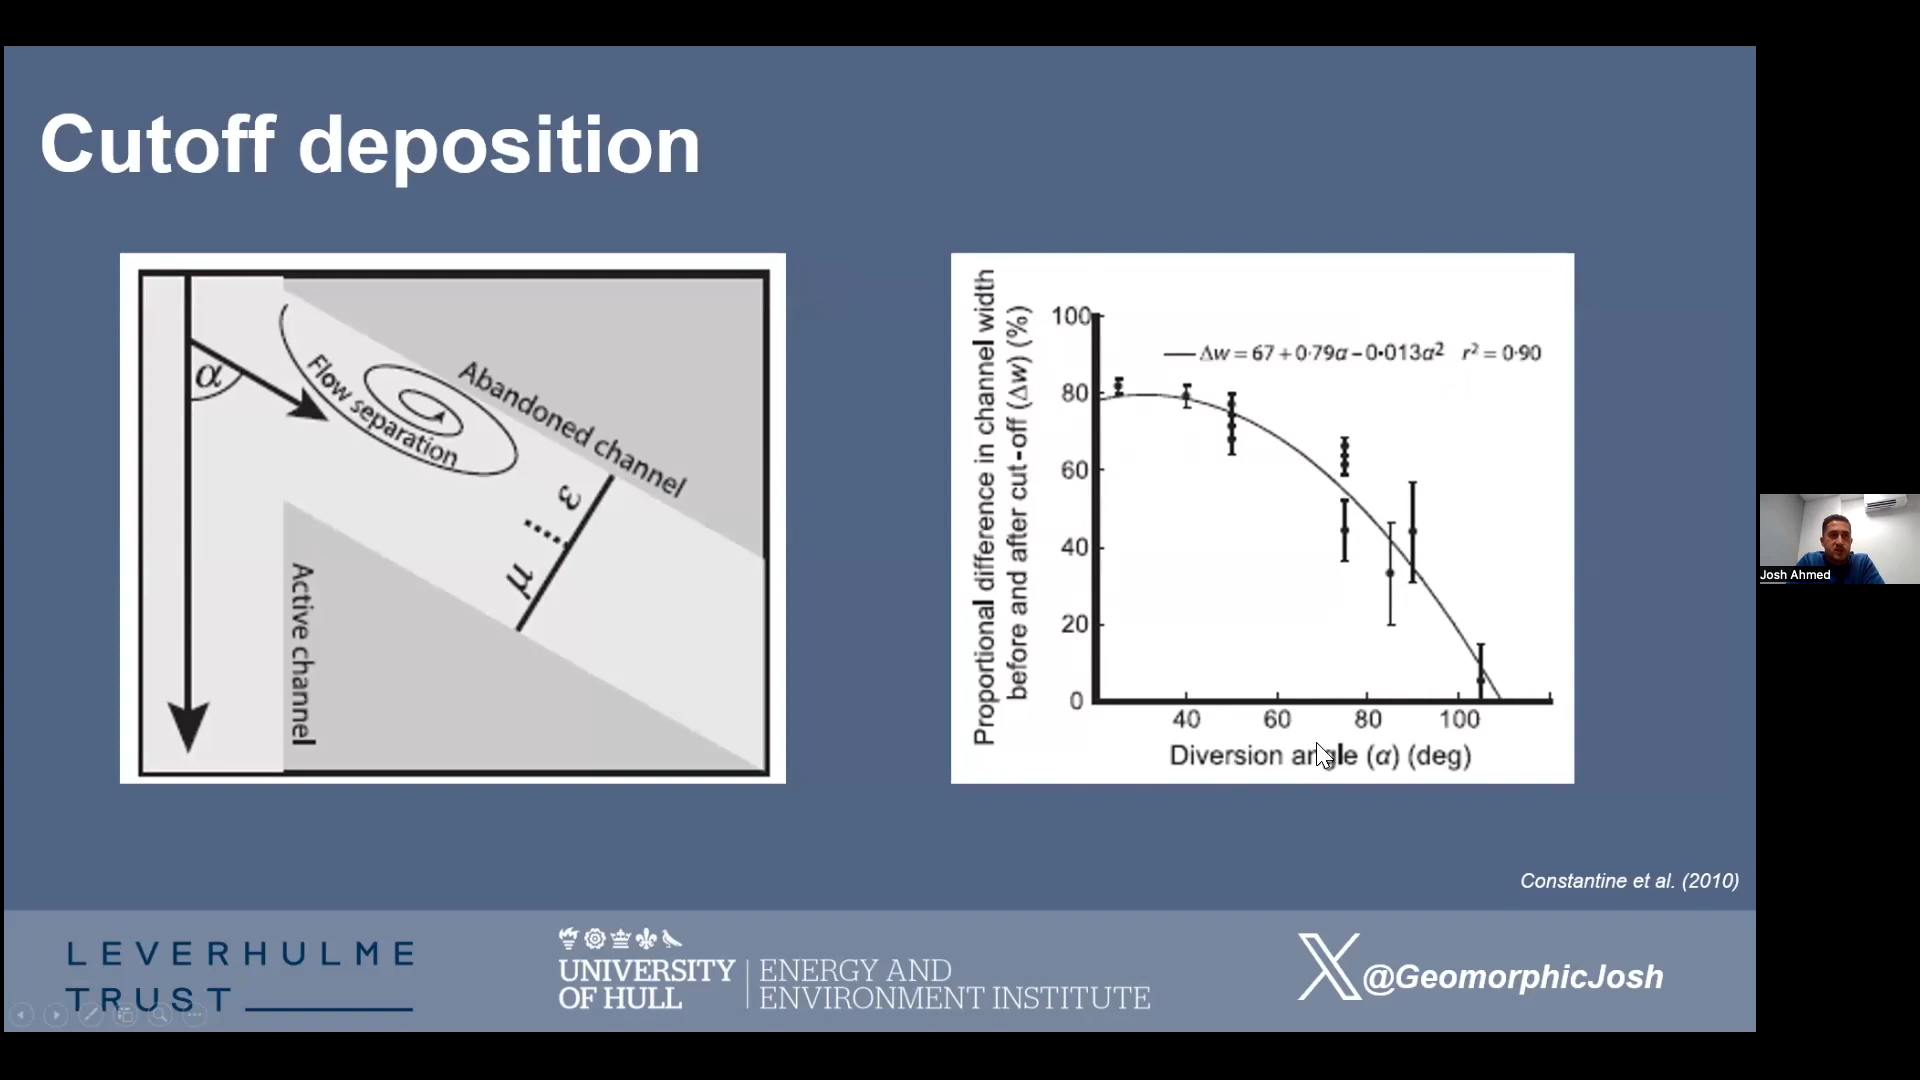 Cutoff deposition
α
Flow separation
Abandoned channel
Active channel
Proportional difference in channel width
before and after cut-off (Δw) (%)
100
80
60
40
20
0
Δw = 67 + 0·79α − 0·013α² r² = 0·90
40 60 80 100
Diversion angle (α) (deg)
Constantine et al. (2010)
LEVERHULME
TRUST
UNIVERSITY
OF HULL
ENERGY AND
ENVIRONMENT INSTITUTE
@GeomorphicJosh
Josh Ahmed